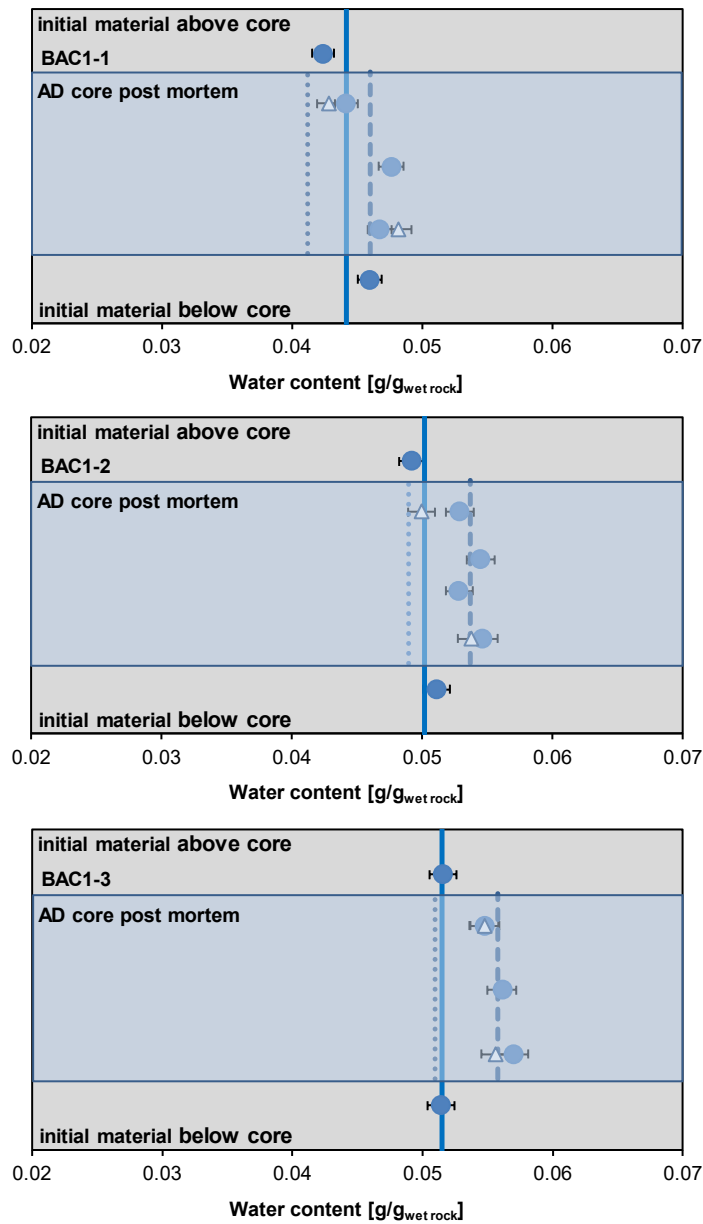 initial material above core
BAC1-1
AD core post mortem
initial material below core
0.02 0.03 0.04 0.05 0.06 0.07
Water content [g/gwet rock]
initial material above core
BAC1-2
AD core post mortem
initial material below core
0.02 0.03 0.04 0.05 0.06 0.07
Water content [g/gwet rock]
initial material above core
BAC1-3
AD core post mortem
initial material below core
0.02 0.03 0.04 0.05 0.06 0.07
Water content [g/gwet rock]